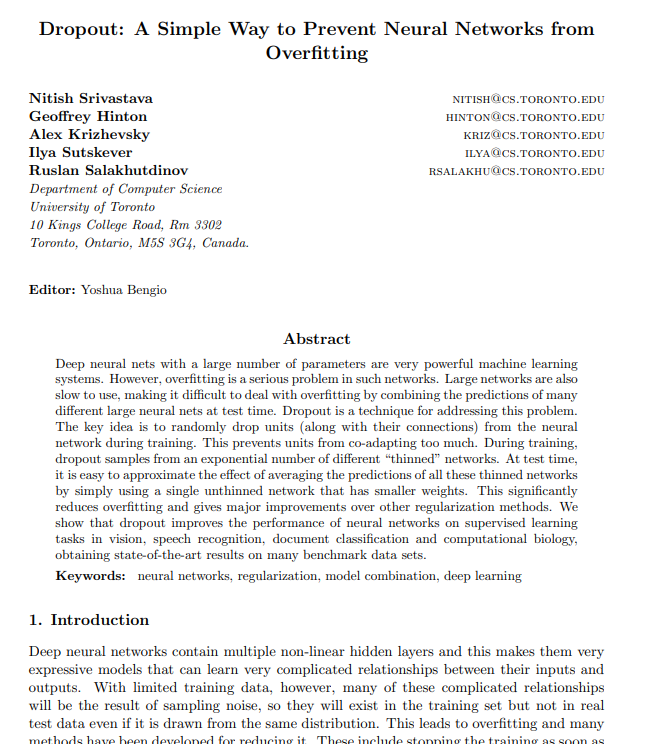 Dropout: A Simple Way to Prevent Neural Networks from
Overfitting
Nitish Srivastava nitish@cs.toronto.edu
Geoffrey Hinton hinton@cs.toronto.edu
Alex Krizhevsky kriz@cs.toronto.edu
Ilya Sutskever ilya@cs.toronto.edu
Ruslan Salakhutdinov rsalakhu@cs.toronto.edu
Department of Computer Science
University of Toronto
10 Kings College Road, Rm 3302
Toronto, Ontario, M5S 3G4, Canada.
Editor: Yoshua Bengio
Abstract
Deep neural nets with a large number of parameters are very powerful machine learning
systems. However, overfitting is a serious problem in such networks. Large networks are also
slow to use, making it difficult to deal with overfitting by combining the predictions of many
different large neural nets at test time. Dropout is a technique for addressing this problem.
The key idea is to randomly drop units (along with their connections) from the neural
network during training. This prevents units from co-adapting too much. During training,
dropout samples from an exponential number of different “thinned” networks. At test time,
it is easy to approximate the effect of averaging the predictions of all these thinned networks
by simply using a single unthinned network that has smaller weights. This significantly
reduces overfitting and gives major improvements over other regularization methods. We
show that dropout improves the performance of neural networks on supervised learning
tasks in vision, speech recognition, document classification and computational biology,
obtaining state-of-the-art results on many benchmark data sets.
Keywords: neural networks, regularization, model combination, deep learning
1. Introduction
Deep neural networks contain multiple non-linear hidden layers and this makes them very
expressive models that can learn very complicated relationships between their inputs and
outputs. With limited training data, however, many of these complicated relationships
will be the result of sampling noise, so they will exist in the training set but not in real
test data even if it is drawn from the same distribution. This leads to overfitting and many
methods have been developed for reducing it. These include stopping the training as soon as